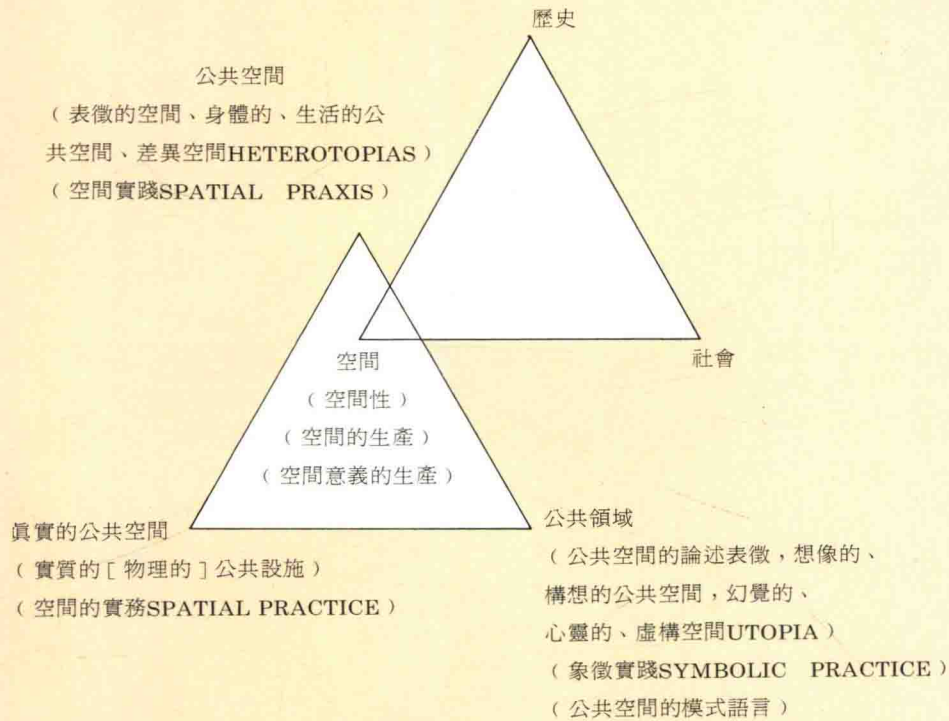 歷史
公共空間
（表徵的空間、身體的、生活的公
共空間、差異空間HETEROTOPIAS）
（空間實踐SPATIAL PRAXIS）
社會
空間
（空間性）
（空間的生產）
（空間意義的生產）
眞實的公共空間
（實質的［物理的］公共設施）
（空間的實務SPATIAL PRACTICE）
公共領域
（公共空間的論述表徵，想像的、
構想的公共空間，幻覺的、
心靈的、虛構空間UTOPIA）
（象徵實踐SYMBOLIC PRACTICE）
（公共空間的模式語言）